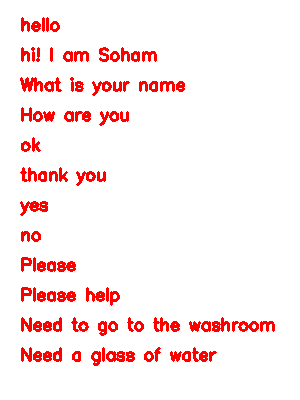 hello
hi! I am Soham
What is your name
How are you
ok
thank you
yes
no
Please
Please help
Need to go to the washroom
Need a glass of water